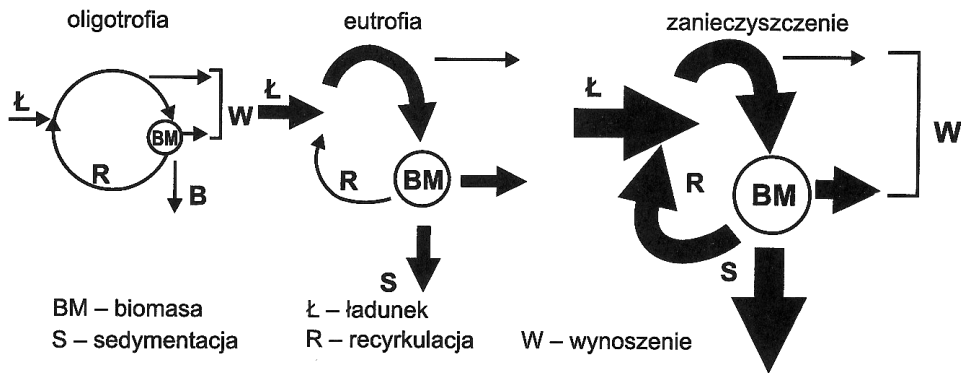 oligotrofia
eutrofia
zanieczyszczenie
Ł
BM
R
B
W
Ł
R
BM
S
Ł
R
BM
S
W
BM – biomasa
Ł – ładunek
S – sedymentacja
R – recyrkulacja
W – wynoszenie